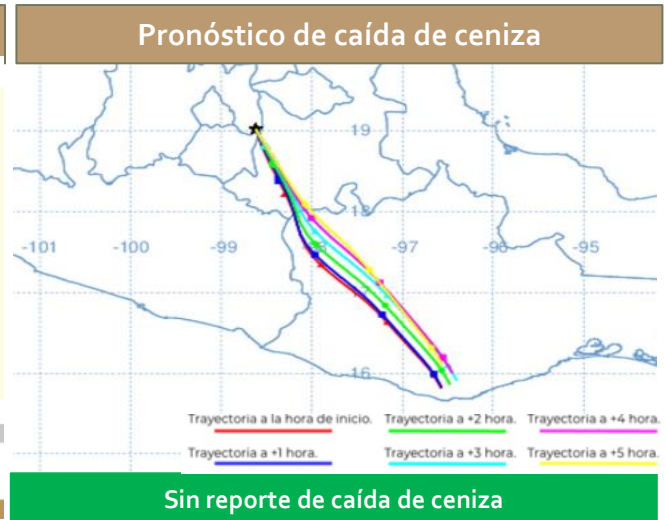 Pronóstico de caída de ceniza
19
18
-101
-100
-99
-97
-96
-95
16
Trayectoria a la hora de inicio.
Trayectoria a +2 hora.
Trayectoria a +4 hora.
Trayectoria a +1 hora.
Trayectoria a +3 hora.
Trayectoria a +5 hora.
Sin reporte de caída de ceniza